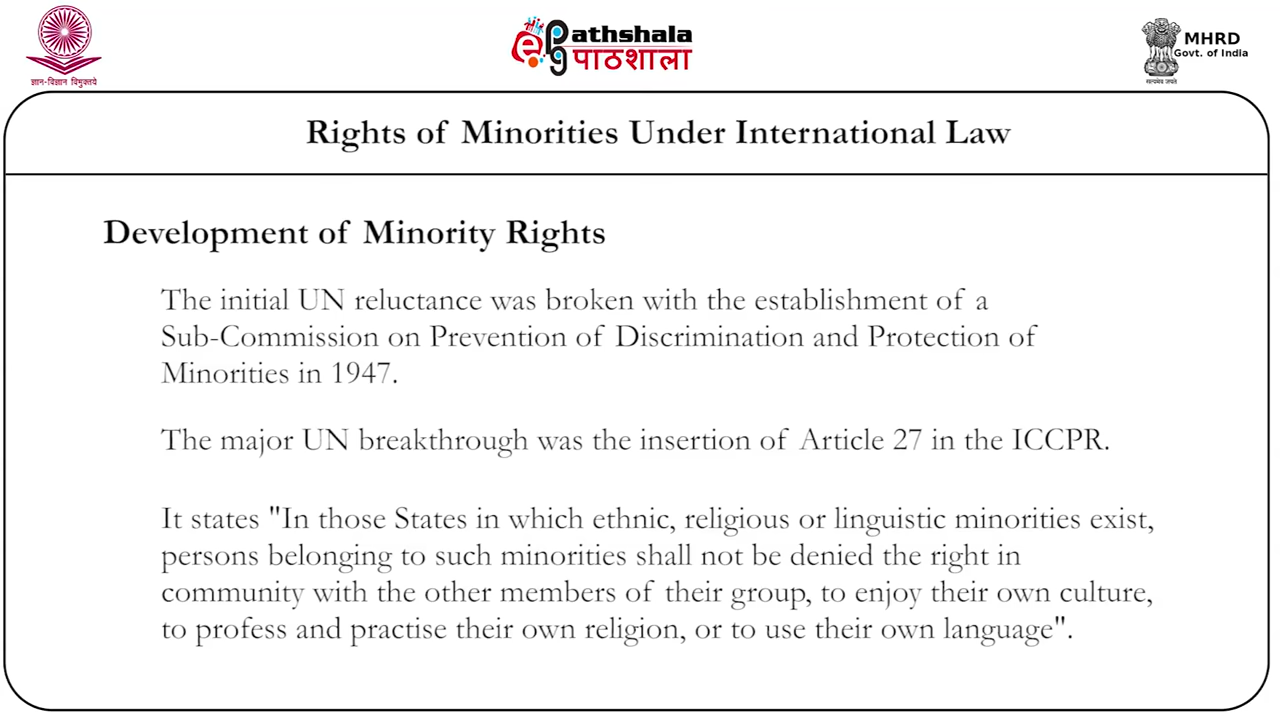 ज्ञान-विज्ञान विमुक्तये
ePathshala
पाठशाला
MHRD
Govt. of India
सत्यमेव जयते
Rights of Minorities Under International Law
Development of Minority Rights
The initial UN reluctance was broken with the establishment of a
Sub-Commission on Prevention of Discrimination and Protection of
Minorities in 1947.
The major UN breakthrough was the insertion of Article 27 in the ICCPR.
It states "In those States in which ethnic, religious or linguistic minorities exist,
persons belonging to such minorities shall not be denied the right in
community with the other members of their group, to enjoy their own culture,
to profess and practise their own religion, or to use their own language".